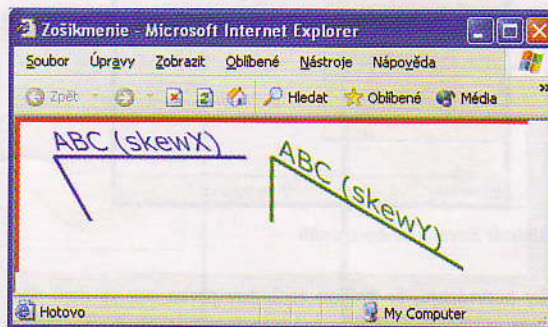 Zošikmenie - Microsoft Internet Explorer
Soubor Úpravy Zobrazit Oblíbené Nástroje Nápověda
Zpět Hledat Oblíbené Média »
ABC (skewX)
ABC (skewY)
Hotovo My Computer